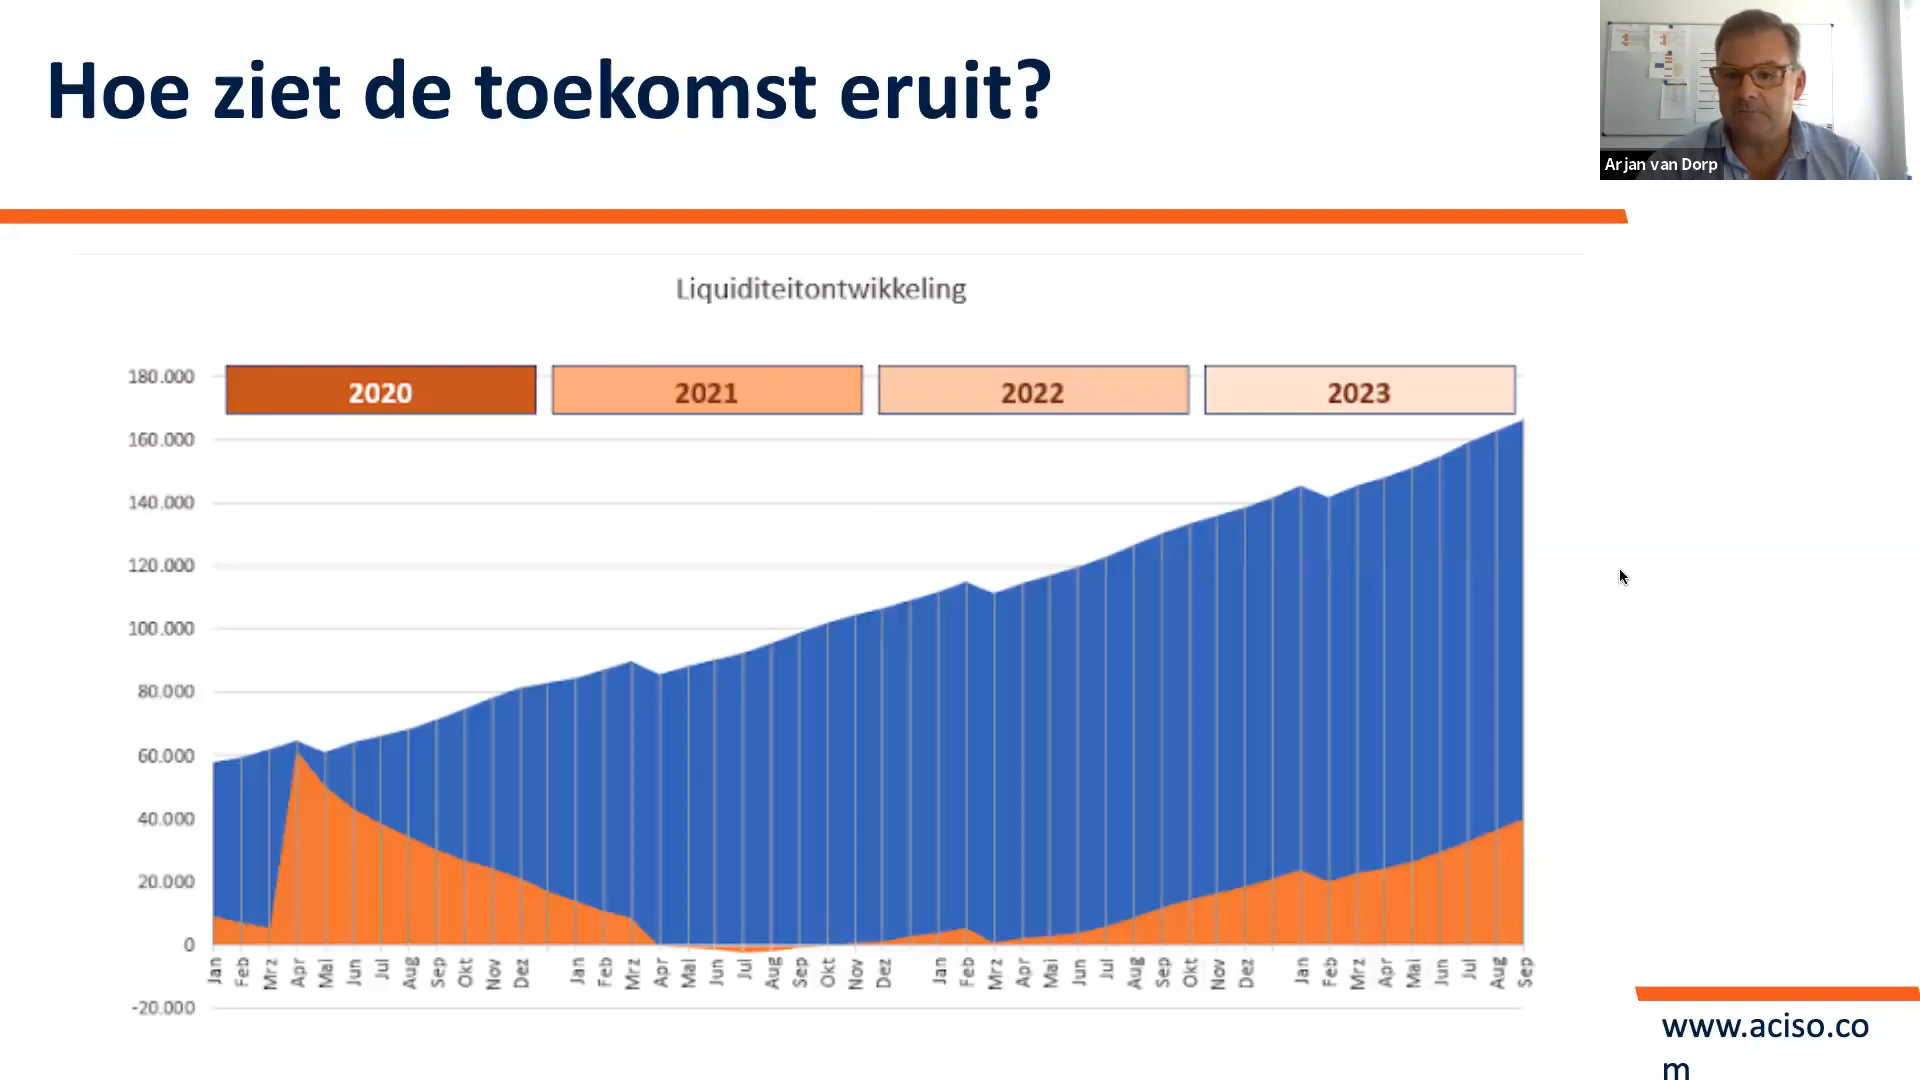 Hoe ziet de toekomst eruit?
Arjan van Dorp
Liquiditeitontwikkeling
2020 2021 2022 2023
180.000
160.000
140.000
120.000
100.000
80.000
60.000
40.000
20.000
0
-20.000
Jan Feb Mrz Apr Mai Jun Jul Aug Sep Okt Nov Dez Jan Feb Mrz Apr Mai Jun Jul Aug Sep Okt Nov Dez Jan Feb Mrz Apr Mai Jun Jul Aug Sep Okt Nov Dez Jan Feb Mrz Apr Mai Jun Jul Aug Sep
www.aciso.co
m